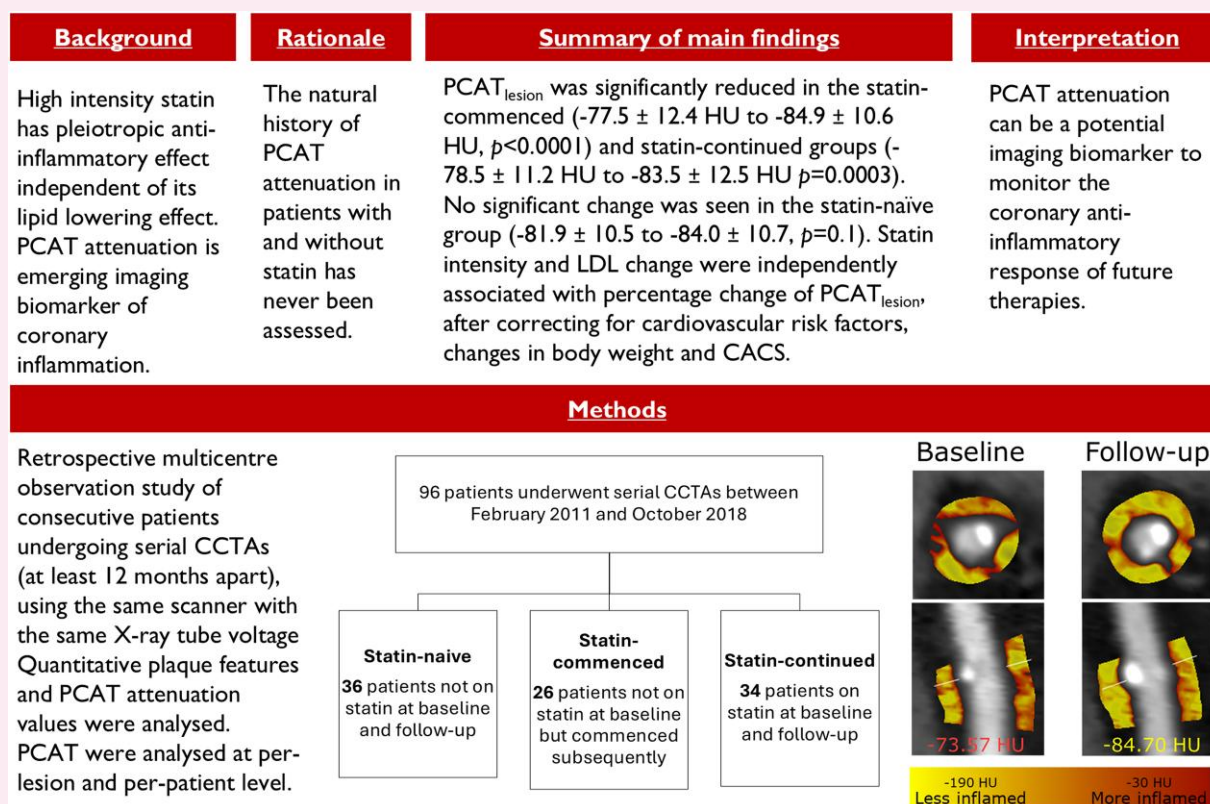 Background
High intensity statin
has pleiotropic anti-
inflammatory effect
independent of its
lipid lowering effect.
PCAT attenuation is
emerging imaging
biomarker of
coronary
inflammation.
Rationale
The natural
history of
PCAT
attenuation in
patients with
and without
statin has
never been
assessed.
Summary of main findings
PCATlesion was significantly reduced in the statin-
commenced (-77.5 ± 12.4 HU to -84.9 ± 10.6
HU, p<0.0001) and statin-continued groups (-
78.5 ± 11.2 HU to -83.5 ± 12.5 HU p=0.0003).
No significant change was seen in the statin-naïve
group (-81.9 ± 10.5 to -84.0 ± 10.7, p=0.1). Statin
intensity and LDL change were independently
associated with percentage change of PCATlesion,
after correcting for cardiovascular risk factors,
changes in body weight and CACS.
Interpretation
PCAT attenuation
can be a potential
imaging biomarker to
monitor the
coronary anti-
inflammatory
response of future
therapies.
Methods
Retrospective multicentre
observation study of
consecutive patients
undergoing serial CCTAs
(at least 12 months apart),
using the same scanner with
the same X-ray tube voltage
Quantitative plaque features
and PCAT attenuation
values were analysed.
PCAT were analysed at per-
lesion and per-patient level.
96 patients underwent serial CCTAs between
February 2011 and October 2018
Statin-naive
36 patients not on
statin at baseline
and follow-up
Statin-
commenced
26 patients not on
statin at baseline
but commenced
subsequently
Statin-continued
34 patients on
statin at baseline
and follow-up
Baseline
Follow-up
-73.57 HU
-84.70 HU
-190 HU
Less inflamed
-30 HU
More inflamed